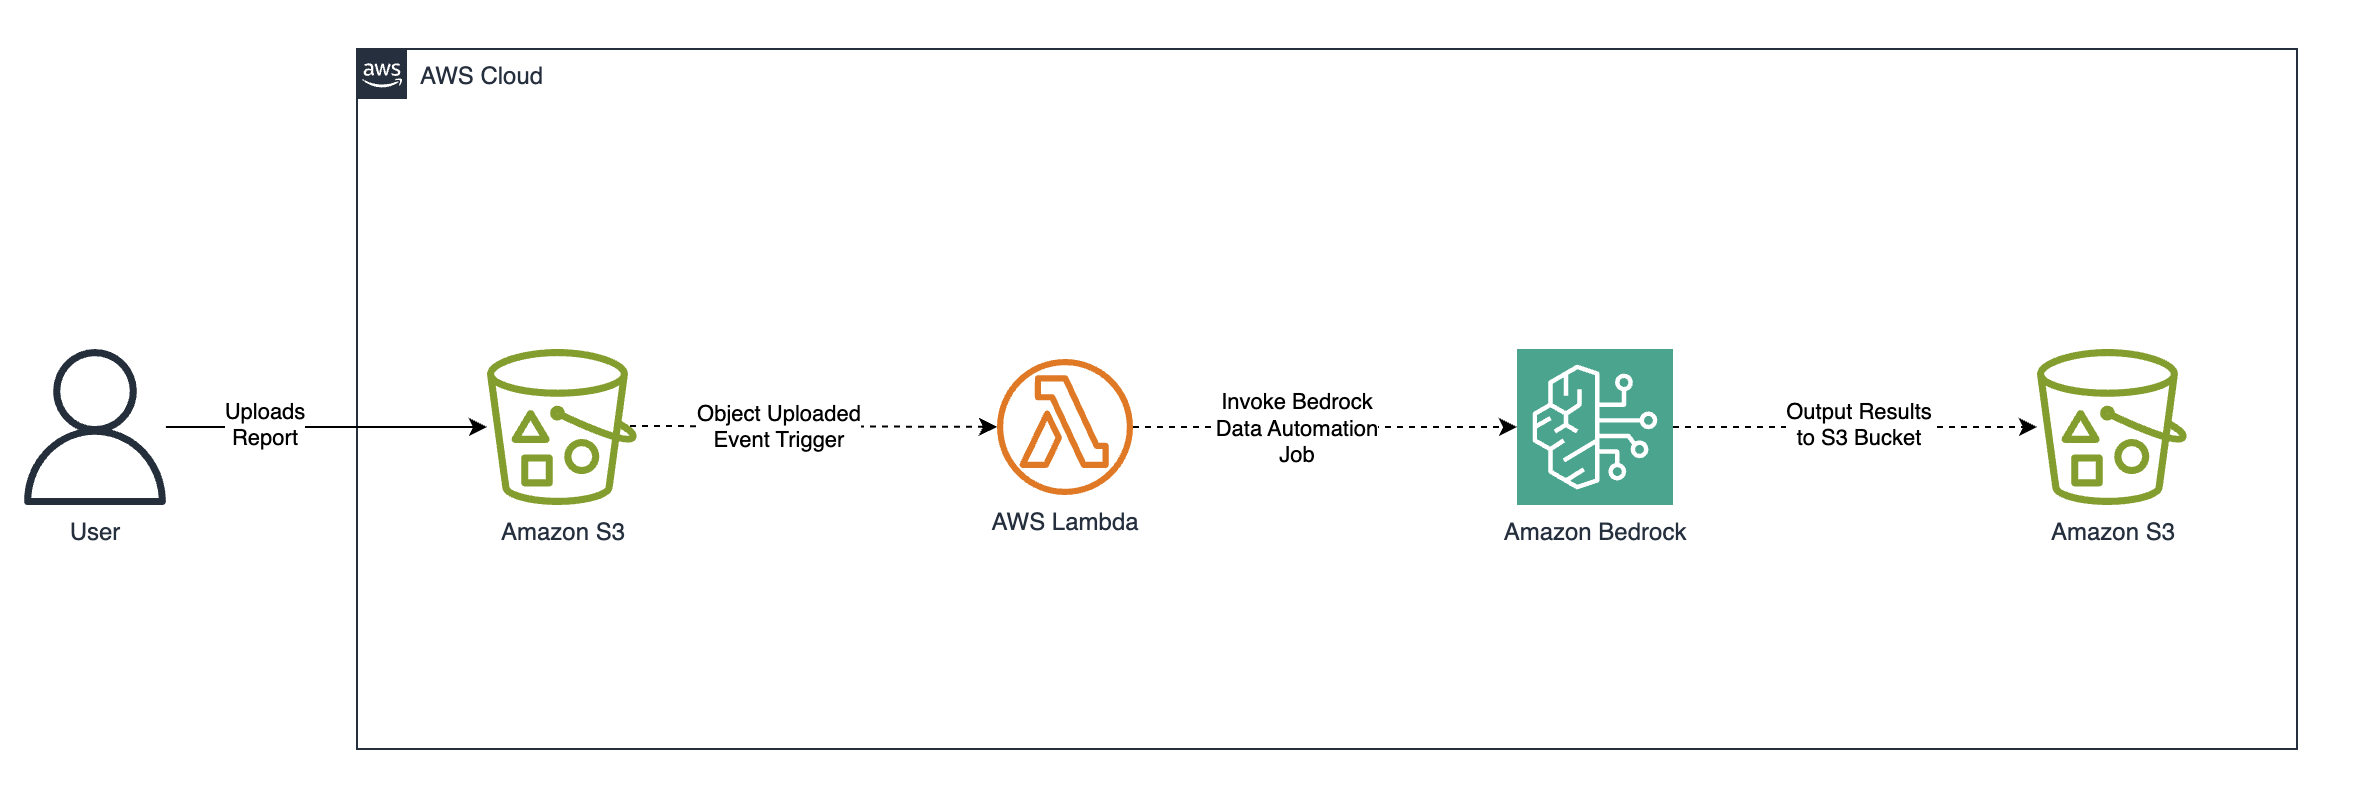 aws
AWS Cloud
Uploads
Report
Object Uploaded
Event Trigger
Invoke Bedrock
Data Automation
Job
Output Results
to S3 Bucket
User
Amazon S3
AWS Lambda
Amazon Bedrock
Amazon S3